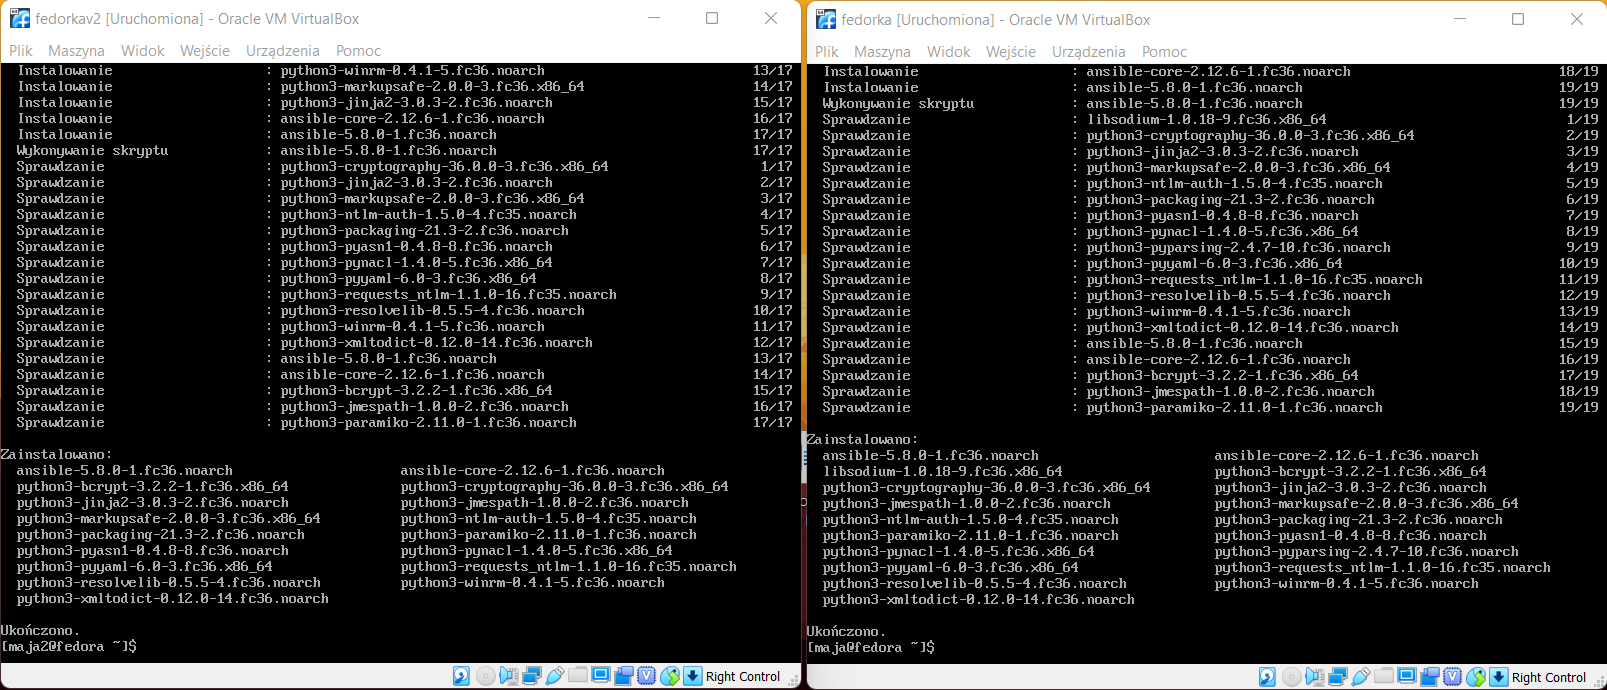 fedorkav2 [Uruchomiona] - Oracle VM VirtualBox
Plik Maszyna Widok Wejście Urządzenia Pomoc
Instalowanie : python3-winrm-0.4.1-5.fc36.noarch 13/17
Instalowanie : python3-markupsafe-2.0.0-3.fc36.x86_64 14/17
Instalowanie : python3-jinja2-3.0.3-2.fc36.noarch 15/17
Instalowanie : ansible-core-2.12.6-1.fc36.noarch 16/17
Instalowanie : ansible-5.8.0-1.fc36.noarch 17/17
Wykonywanie skryptu : ansible-5.8.0-1.fc36.noarch 17/17
Sprawdzanie : python3-cryptography-36.0.0-3.fc36.x86_64 1/17
Sprawdzanie : python3-jinja2-3.0.3-2.fc36.noarch 2/17
Sprawdzanie : python3-markupsafe-2.0.0-3.fc36.x86_64 3/17
Sprawdzanie : python3-ntlm-auth-1.5.0-4.fc35.noarch 4/17
Sprawdzanie : python3-packaging-21.3-2.fc36.noarch 5/17
Sprawdzanie : python3-pyasn1-0.4.8-8.fc36.noarch 6/17
Sprawdzanie : python3-pynacl-1.4.0-5.fc36.x86_64 7/17
Sprawdzanie : python3-pyyaml-6.0-3.fc36.x86_64 8/17
Sprawdzanie : python3-requests_ntlm-1.1.0-16.fc35.noarch 9/17
Sprawdzanie : python3-resolvelib-0.5.5-4.fc36.noarch 10/17
Sprawdzanie : python3-winrm-0.4.1-5.fc36.noarch 11/17
Sprawdzanie : python3-xmltodict-0.12.0-14.fc36.noarch 12/17
Sprawdzanie : ansible-5.8.0-1.fc36.noarch 13/17
Sprawdzanie : ansible-core-2.12.6-1.fc36.noarch 14/17
Sprawdzanie : python3-bcrypt-3.2.2-1.fc36.x86_64 15/17
Sprawdzanie : python3-jmespath-1.0.0-2.fc36.noarch 16/17
Sprawdzanie : python3-paramiko-2.11.0-1.fc36.noarch 17/17
Zainstalowano:
ansible-5.8.0-1.fc36.noarch ansible-core-2.12.6-1.fc36.noarch
python3-bcrypt-3.2.2-1.fc36.x86_64 python3-cryptography-36.0.0-3.fc36.x86_64
python3-jinja2-3.0.3-2.fc36.noarch python3-jmespath-1.0.0-2.fc36.noarch
python3-markupsafe-2.0.0-3.fc36.x86_64 python3-ntlm-auth-1.5.0-4.fc35.noarch
python3-packaging-21.3-2.fc36.noarch python3-paramiko-2.11.0-1.fc36.noarch
python3-pyasn1-0.4.8-8.fc36.noarch python3-pynacl-1.4.0-5.fc36.x86_64
python3-pyyaml-6.0-3.fc36.x86_64 python3-requests_ntlm-1.1.0-16.fc35.noarch
python3-resolvelib-0.5.5-4.fc36.noarch python3-winrm-0.4.1-5.fc36.noarch
python3-xmltodict-0.12.0-14.fc36.noarch
Ukończono.
[maja2@fedora ~]$
Right Control
fedorka [Uruchomiona] - Oracle VM VirtualBox
Plik Maszyna Widok Wejście Urządzenia Pomoc
Instalowanie : ansible-core-2.12.6-1.fc36.noarch 18/19
Instalowanie : ansible-5.8.0-1.fc36.noarch 19/19
Wykonywanie skryptu : ansible-5.8.0-1.fc36.noarch 19/19
Sprawdzanie : libsodium-1.0.18-9.fc36.x86_64 1/19
Sprawdzanie : python3-cryptography-36.0.0-3.fc36.x86_64 2/19
Sprawdzanie : python3-jinja2-3.0.3-2.fc36.noarch 3/19
Sprawdzanie : python3-markupsafe-2.0.0-3.fc36.x86_64 4/19
Sprawdzanie : python3-ntlm-auth-1.5.0-4.fc35.noarch 5/19
Sprawdzanie : python3-packaging-21.3-2.fc36.noarch 6/19
Sprawdzanie : python3-pyasn1-0.4.8-8.fc36.noarch 7/19
Sprawdzanie : python3-pynacl-1.4.0-5.fc36.x86_64 8/19
Sprawdzanie : python3-pyparsing-2.4.7-10.fc36.noarch 9/19
Sprawdzanie : python3-pyyaml-6.0-3.fc36.x86_64 10/19
Sprawdzanie : python3-requests_ntlm-1.1.0-16.fc35.noarch 11/19
Sprawdzanie : python3-resolvelib-0.5.5-4.fc36.noarch 12/19
Sprawdzanie : python3-winrm-0.4.1-5.fc36.noarch 13/19
Sprawdzanie : python3-xmltodict-0.12.0-14.fc36.noarch 14/19
Sprawdzanie : ansible-5.8.0-1.fc36.noarch 15/19
Sprawdzanie : ansible-core-2.12.6-1.fc36.noarch 16/19
Sprawdzanie : python3-bcrypt-3.2.2-1.fc36.x86_64 17/19
Sprawdzanie : python3-jmespath-1.0.0-2.fc36.noarch 18/19
Sprawdzanie : python3-paramiko-2.11.0-1.fc36.noarch 19/19
Zainstalowano:
ansible-5.8.0-1.fc36.noarch ansible-core-2.12.6-1.fc36.noarch
libsodium-1.0.18-9.fc36.x86_64 python3-bcrypt-3.2.2-1.fc36.x86_64
python3-cryptography-36.0.0-3.fc36.x86_64 python3-jinja2-3.0.3-2.fc36.noarch
python3-jmespath-1.0.0-2.fc36.noarch python3-markupsafe-2.0.0-3.fc36.x86_64
python3-ntlm-auth-1.5.0-4.fc35.noarch python3-packaging-21.3-2.fc36.noarch
python3-paramiko-2.11.0-1.fc36.noarch python3-pyasn1-0.4.8-8.fc36.noarch
python3-pynacl-1.4.0-5.fc36.x86_64 python3-pyparsing-2.4.7-10.fc36.noarch
python3-pyyaml-6.0-3.fc36.x86_64 python3-requests_ntlm-1.1.0-16.fc35.noarch
python3-resolvelib-0.5.5-4.fc36.noarch python3-winrm-0.4.1-5.fc36.noarch
python3-xmltodict-0.12.0-14.fc36.noarch
Ukończono.
[maja@fedora ~]$
Right Control